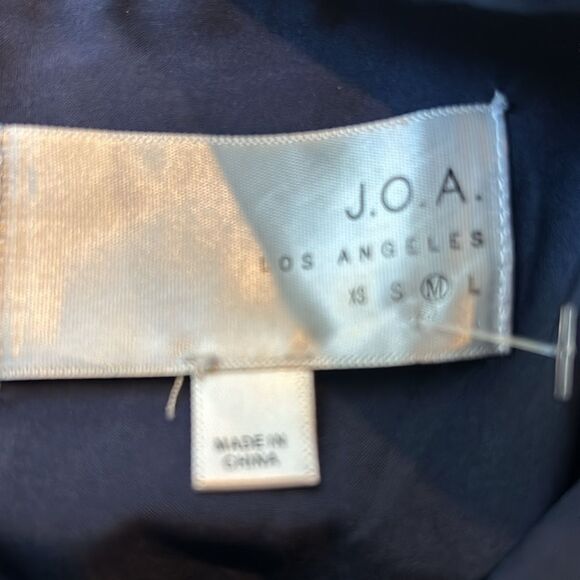 J.O.A.
LOS ANGELES
XS S M L
MADE IN
CHINA